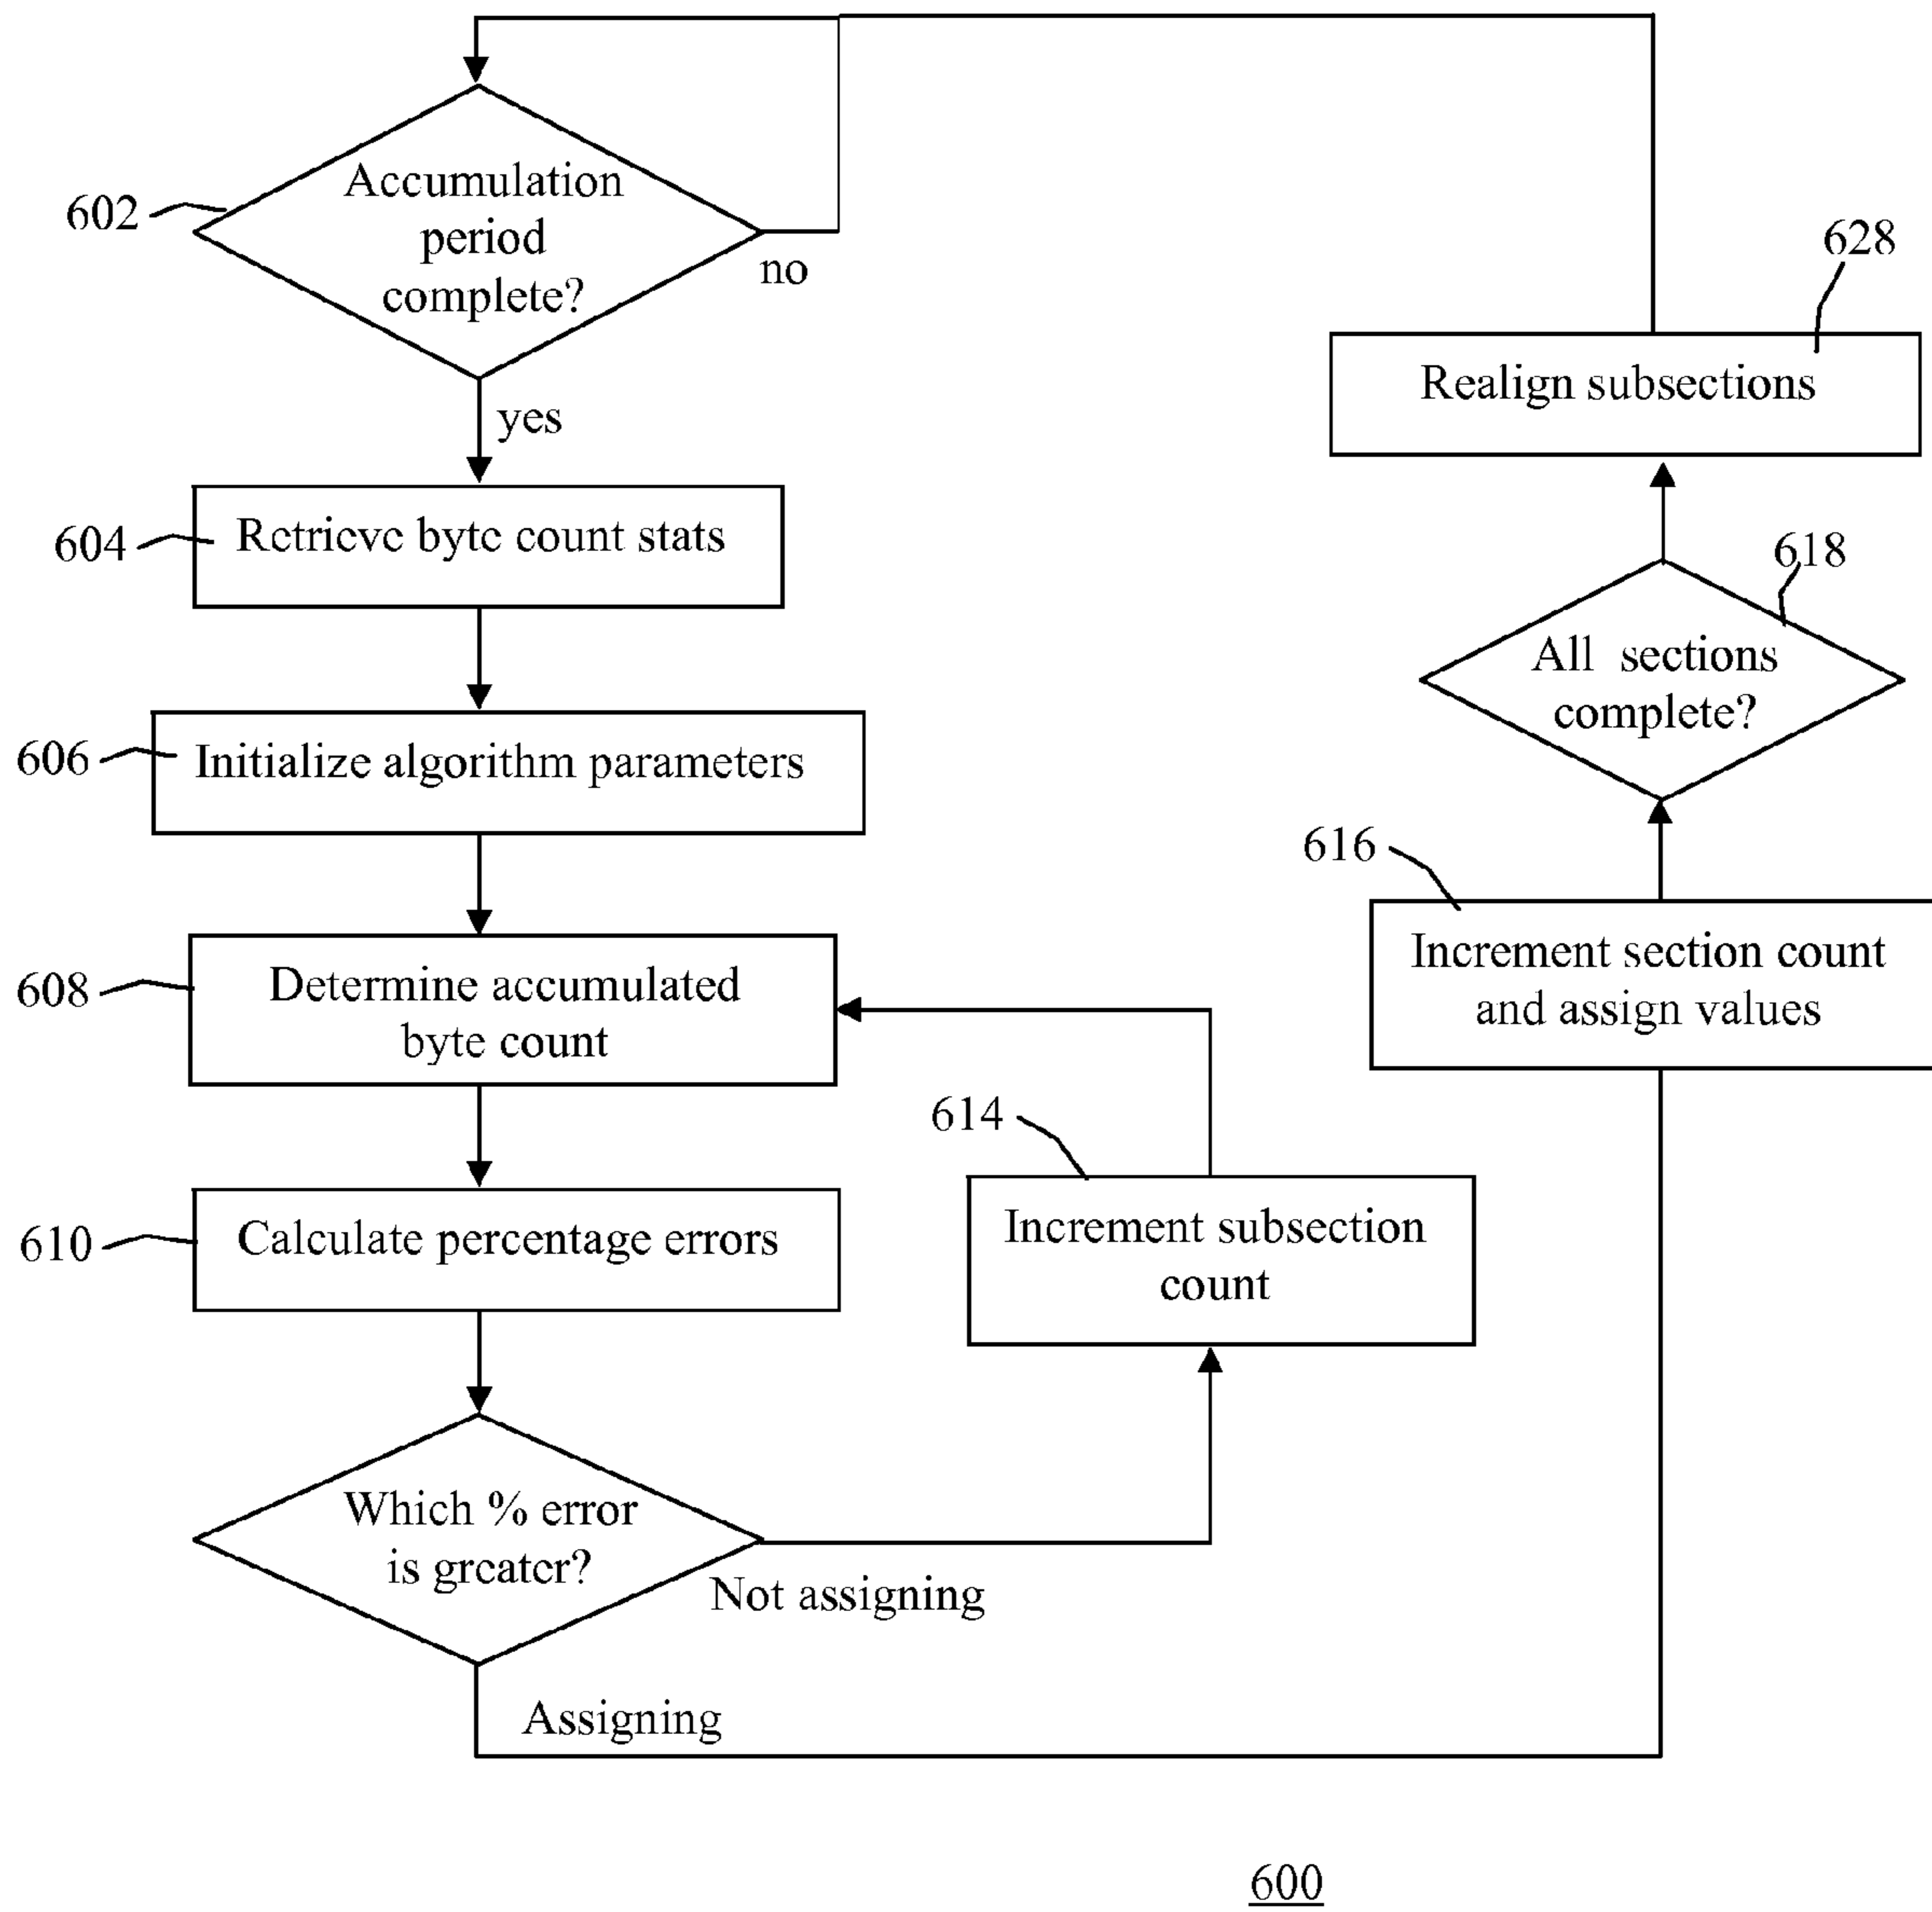 602
Accumulation
period
complete?
no
yes
604
Retrieve byte count stats
606
Initialize algorithm parameters
608
Determine accumulated
byte count
610
Calculate percentage errors
Which % error
is greater?
Not assigning
Assigning
614
Increment subsection
count
616
Increment section count
and assign values
618
All sections
complete?
628
Realign subsections
600